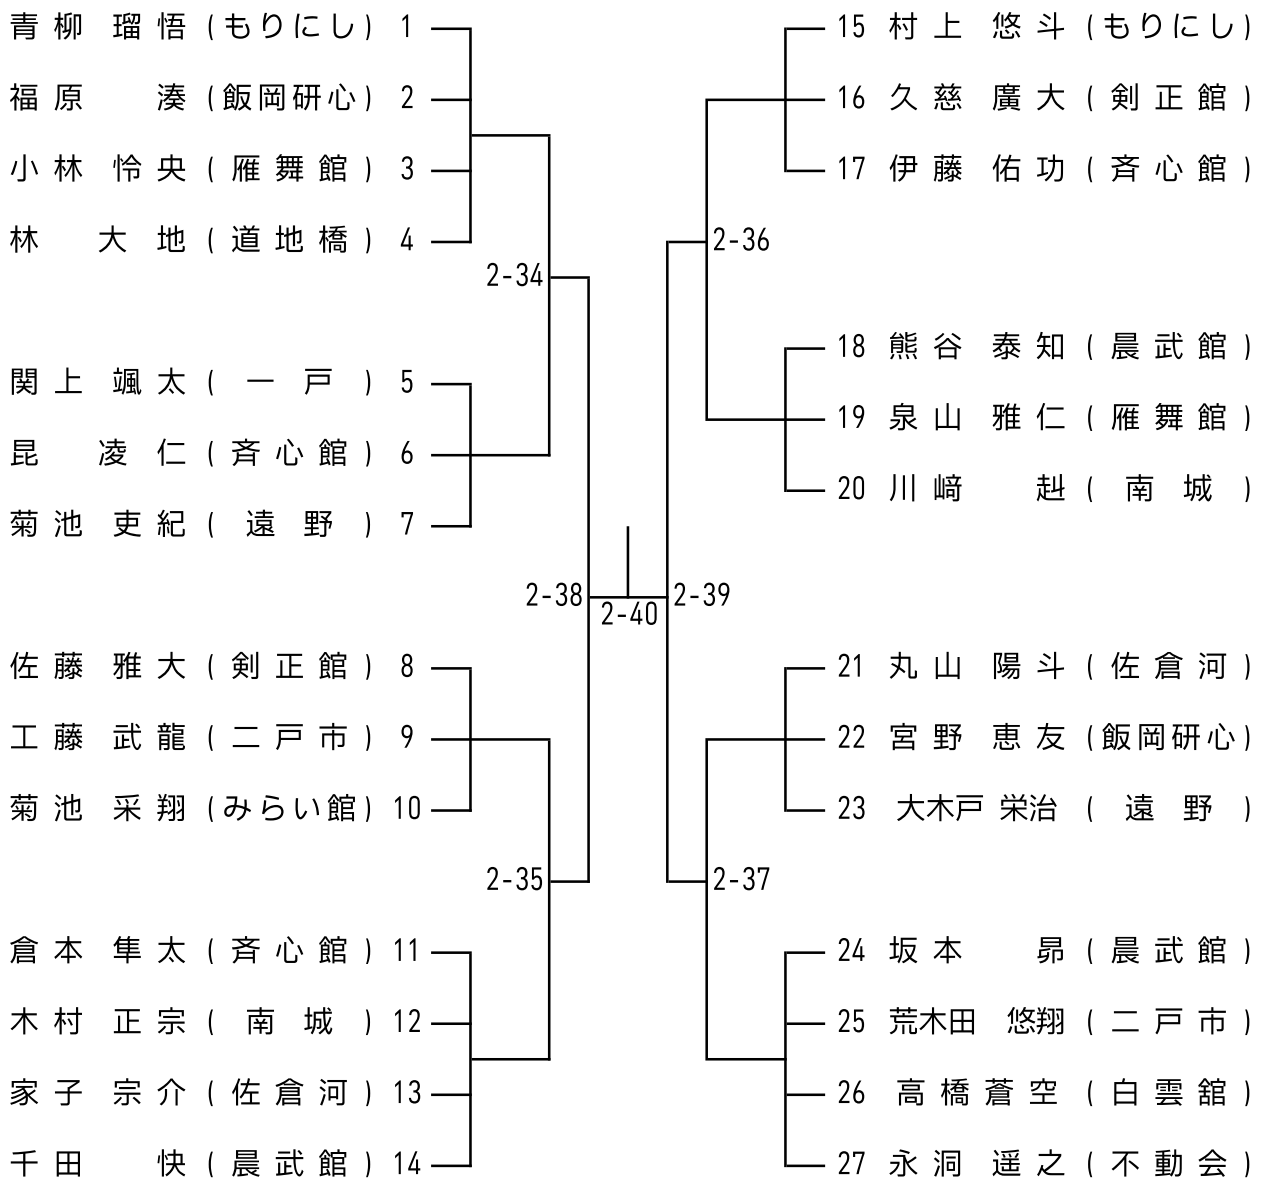 青柳 瑠悟 (もりにし) 1
福原 湊 (飯岡研心) 2
小林 怜央 (雁舞館) 3
林 大地 (道地橋) 4
2-34
関上 颯太 (一戸) 5
昆 凌仁 (斉心館) 6
菊池 吏紀 (遠野) 7
2-38
佐藤 雅大 (剣正館) 8
工藤 武龍 (二戸市) 9
菊池 采翔 (みらい館) 10
2-35
倉本 隼太 (斉心館) 11
木村 正宗 (南城) 12
家子 宗介 (佐倉河) 13
千田 快 (晨武館) 14
2-40
15 村上 悠斗 (もりにし)
16 久慈 廣大 (剣正館)
17 伊藤 佑功 (斉心館)
2-36
18 熊谷 泰知 (晨武館)
19 泉山 雅仁 (雁舞館)
20 川﨑 赳 (南城)
2-39
21 丸山 陽斗 (佐倉河)
22 宮野 恵友 (飯岡研心)
23 大木戸 栄治 (遠野)
2-37
24 坂本 昴 (晨武館)
25 荒木田 悠翔 (二戸市)
26 高橋蒼空 (白雲舘)
27 永洞 遥之 (不動会)